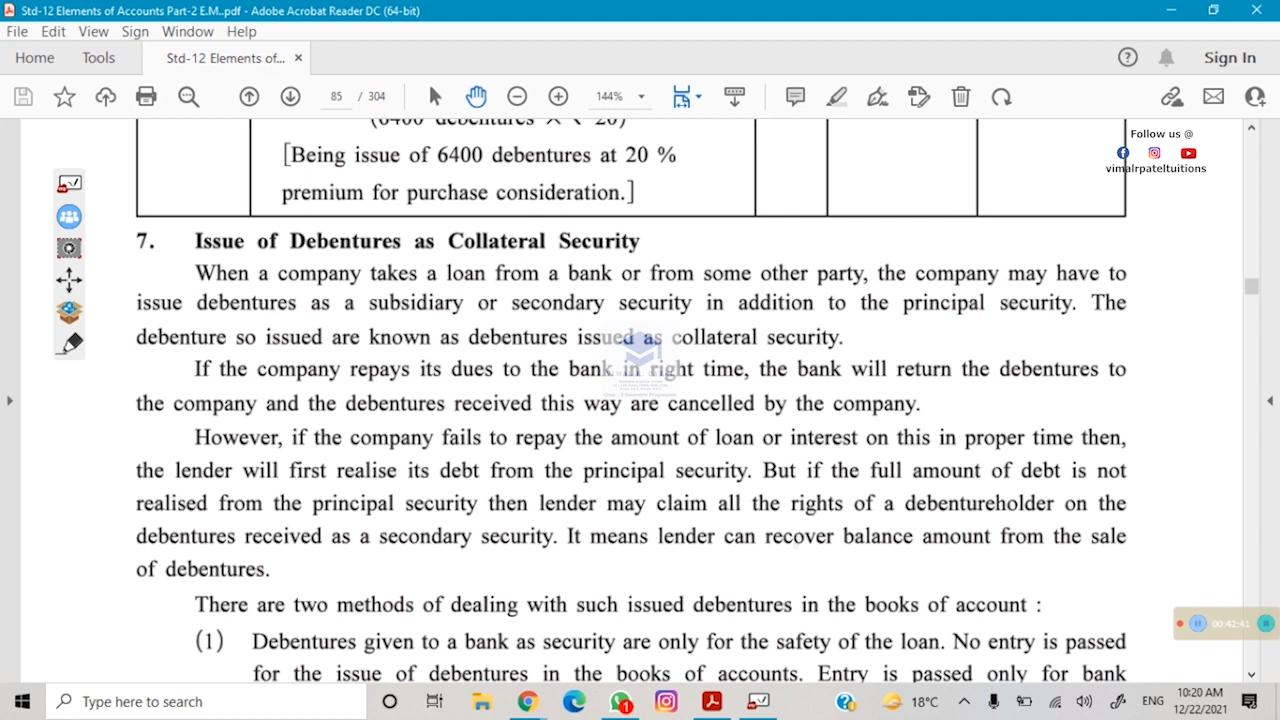 Std-12 Elements of Accounts Part-2 E.M..pdf - Adobe Acrobat Reader DC (64-bit)
File Edit View Sign Window Help
Home Tools Std-12 Elements of... × Sign In
85 / 304 144%
Follow us @
vimalrpateltuitions
(6400 debentures × ₹ 20)
[Being issue of 6400 debentures at 20 %
premium for purchase consideration.]
7. Issue of Debentures as Collateral Security
When a company takes a loan from a bank or from some other party, the company may have to
issue debentures as a subsidiary or secondary security in addition to the principal security. The
debenture so issued are known as debentures issued as collateral security.
If the company repays its dues to the bank in right time, the bank will return the debentures to
the company and the debentures received this way are cancelled by the company.
However, if the company fails to repay the amount of loan or interest on this in proper time then,
the lender will first realise its debt from the principal security. But if the full amount of debt is not
realised from the principal security then lender may claim all the rights of a debentureholder on the
debentures received as a secondary security. It means lender can recover balance amount from the sale
of debentures.
There are two methods of dealing with such issued debentures in the books of account :
(1) Debentures given to a bank as security are only for the safety of the loan. No entry is passed
for the issue of debentures in the books of accounts. Entry is passed only for bank
00:42:41
Type here to search
1
18°C
ENG
10:20 AM
12/22/2021